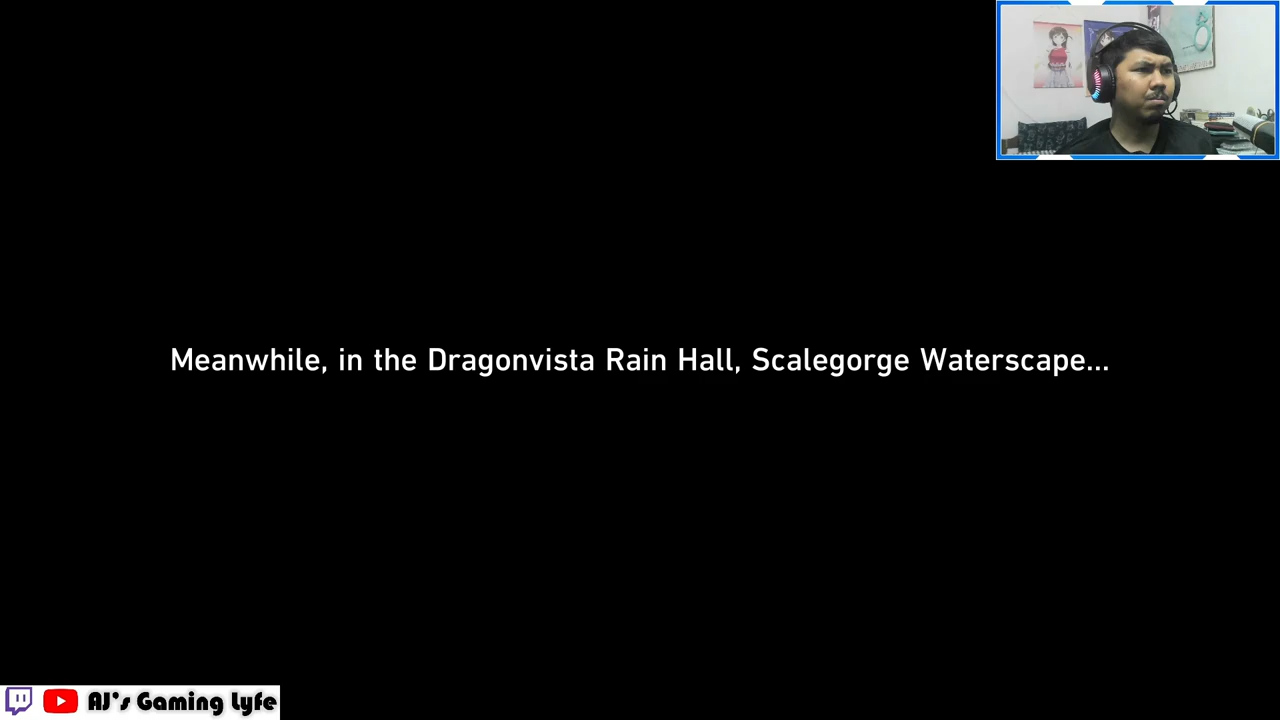 Meanwhile, in the Dragonvista Rain Hall, Scalegorge Waterscape...
AJ's Gaming Lyfe